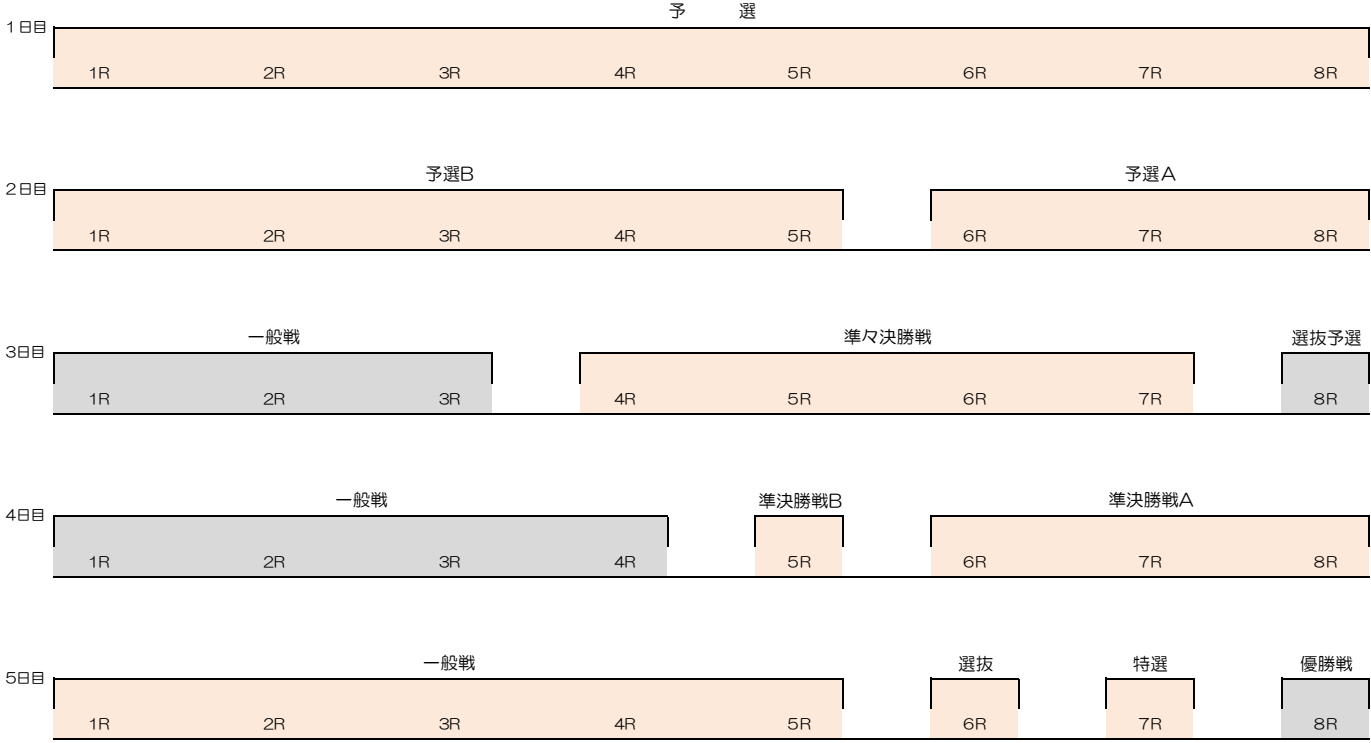 予 選
1日目
1R 2R 3R 4R 5R 6R 7R 8R
予選B 予選A
2日目
1R 2R 3R 4R 5R 6R 7R 8R
一般戦 準々決勝戦 選抜予選
3日目
1R 2R 3R 4R 5R 6R 7R 8R
一般戦 準決勝戦B 準決勝戦A
4日目
1R 2R 3R 4R 5R 6R 7R 8R
一般戦 選抜 特選 優勝戦
5日目
1R 2R 3R 4R 5R 6R 7R 8R